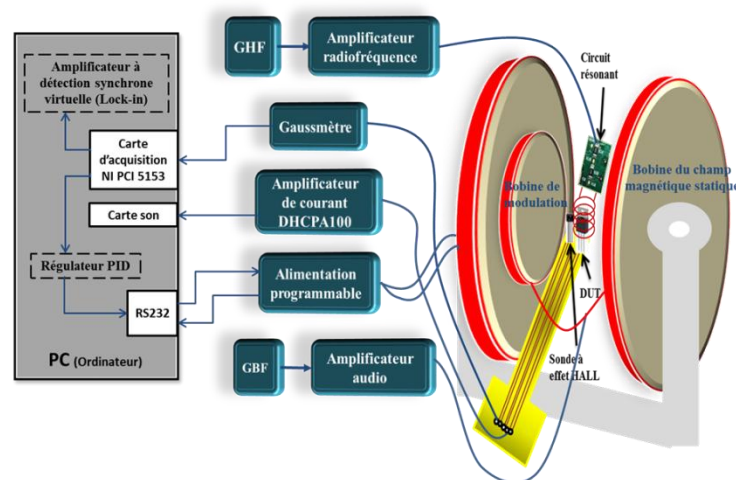 Amplificateur à
détection synchrone
virtuelle (Lock-in)
Carte
d'acquisition
NI PCI 5153
Carte son
Régulateur PID
RS232
PC (Ordinateur)
GHF
Amplificateur
radiofréquence
Gaussmètre
Amplificateur
de courant
DHCPA100
Alimentation
programmable
GBF
Amplificateur
audio
Circuit
résonant
Bobine de
modulation
Bobine du champ
magnétique statique
DUT
Sonde à
effet HALL